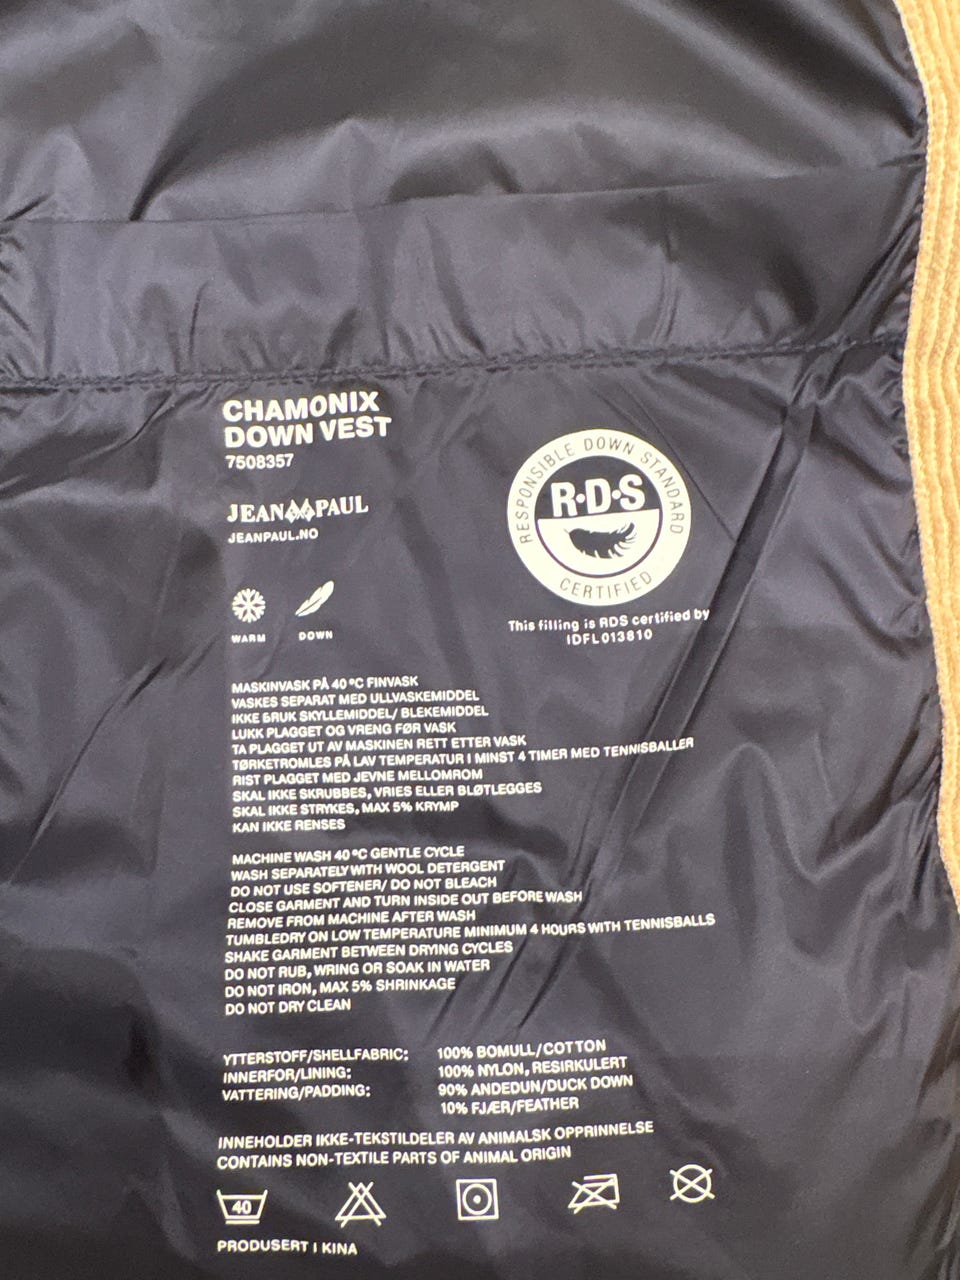 CHAMONIX
DOWN VEST
7508357
JEAN PAUL
JEANPAUL.NO
WARM
DOWN
RESPONSIBLE DOWN STANDARD
R·D·S
CERTIFIED
This filling is RDS certified by
IDFL013810
MASKINVASK PÅ 40 °C FINVASK
VASKES SEPARAT MED ULLVASKEMIDDEL
IKKE BRUK SKYLLEMIDDEL/ BLEKEMIDDEL
LUKK PLAGGET OG VRENG FØR VASK
TA PLAGGET UT AV MASKINEN RETT ETTER VASK
TØRKETROMLES PÅ LAV TEMPERATUR I MINST 4 TIMER MED TENNISBALLER
RIST PLAGGET MED JEVNE MELLOMROM
SKAL IKKE SKRUBBES, VRIES ELLER BLØTLEGGES
SKAL IKKE STRYKES, MAX 5% KRYMP
KAN IKKE RENSES
MACHINE WASH 40 °C GENTLE CYCLE
WASH SEPARATELY WITH WOOL DETERGENT
DO NOT USE SOFTENER/ DO NOT BLEACH
CLOSE GARMENT AND TURN INSIDE OUT BEFORE WASH
REMOVE FROM MACHINE AFTER WASH
TUMBLEDRY ON LOW TEMPERATURE MINIMUM 4 HOURS WITH TENNISBALLS
SHAKE GARMENT BETWEEN DRYING CYCLES
DO NOT RUB, WRING OR SOAK IN WATER
DO NOT IRON, MAX 5% SHRINKAGE
DO NOT DRY CLEAN
YTTERSTOFF/SHELLFABRIC: 100% BOMULL/COTTON
INNERFOR/LINING: 100% NYLON, RESIRKULERT
VATTERING/PADDING: 90% ANDEDUN/DUCK DOWN
10% FJÆR/FEATHER
INNEHOLDER IKKE-TEKSTILDELER AV ANIMALSK OPPRINNELSE
CONTAINS NON-TEXTILE PARTS OF ANIMAL ORIGIN
40
PRODUSERT I KINA